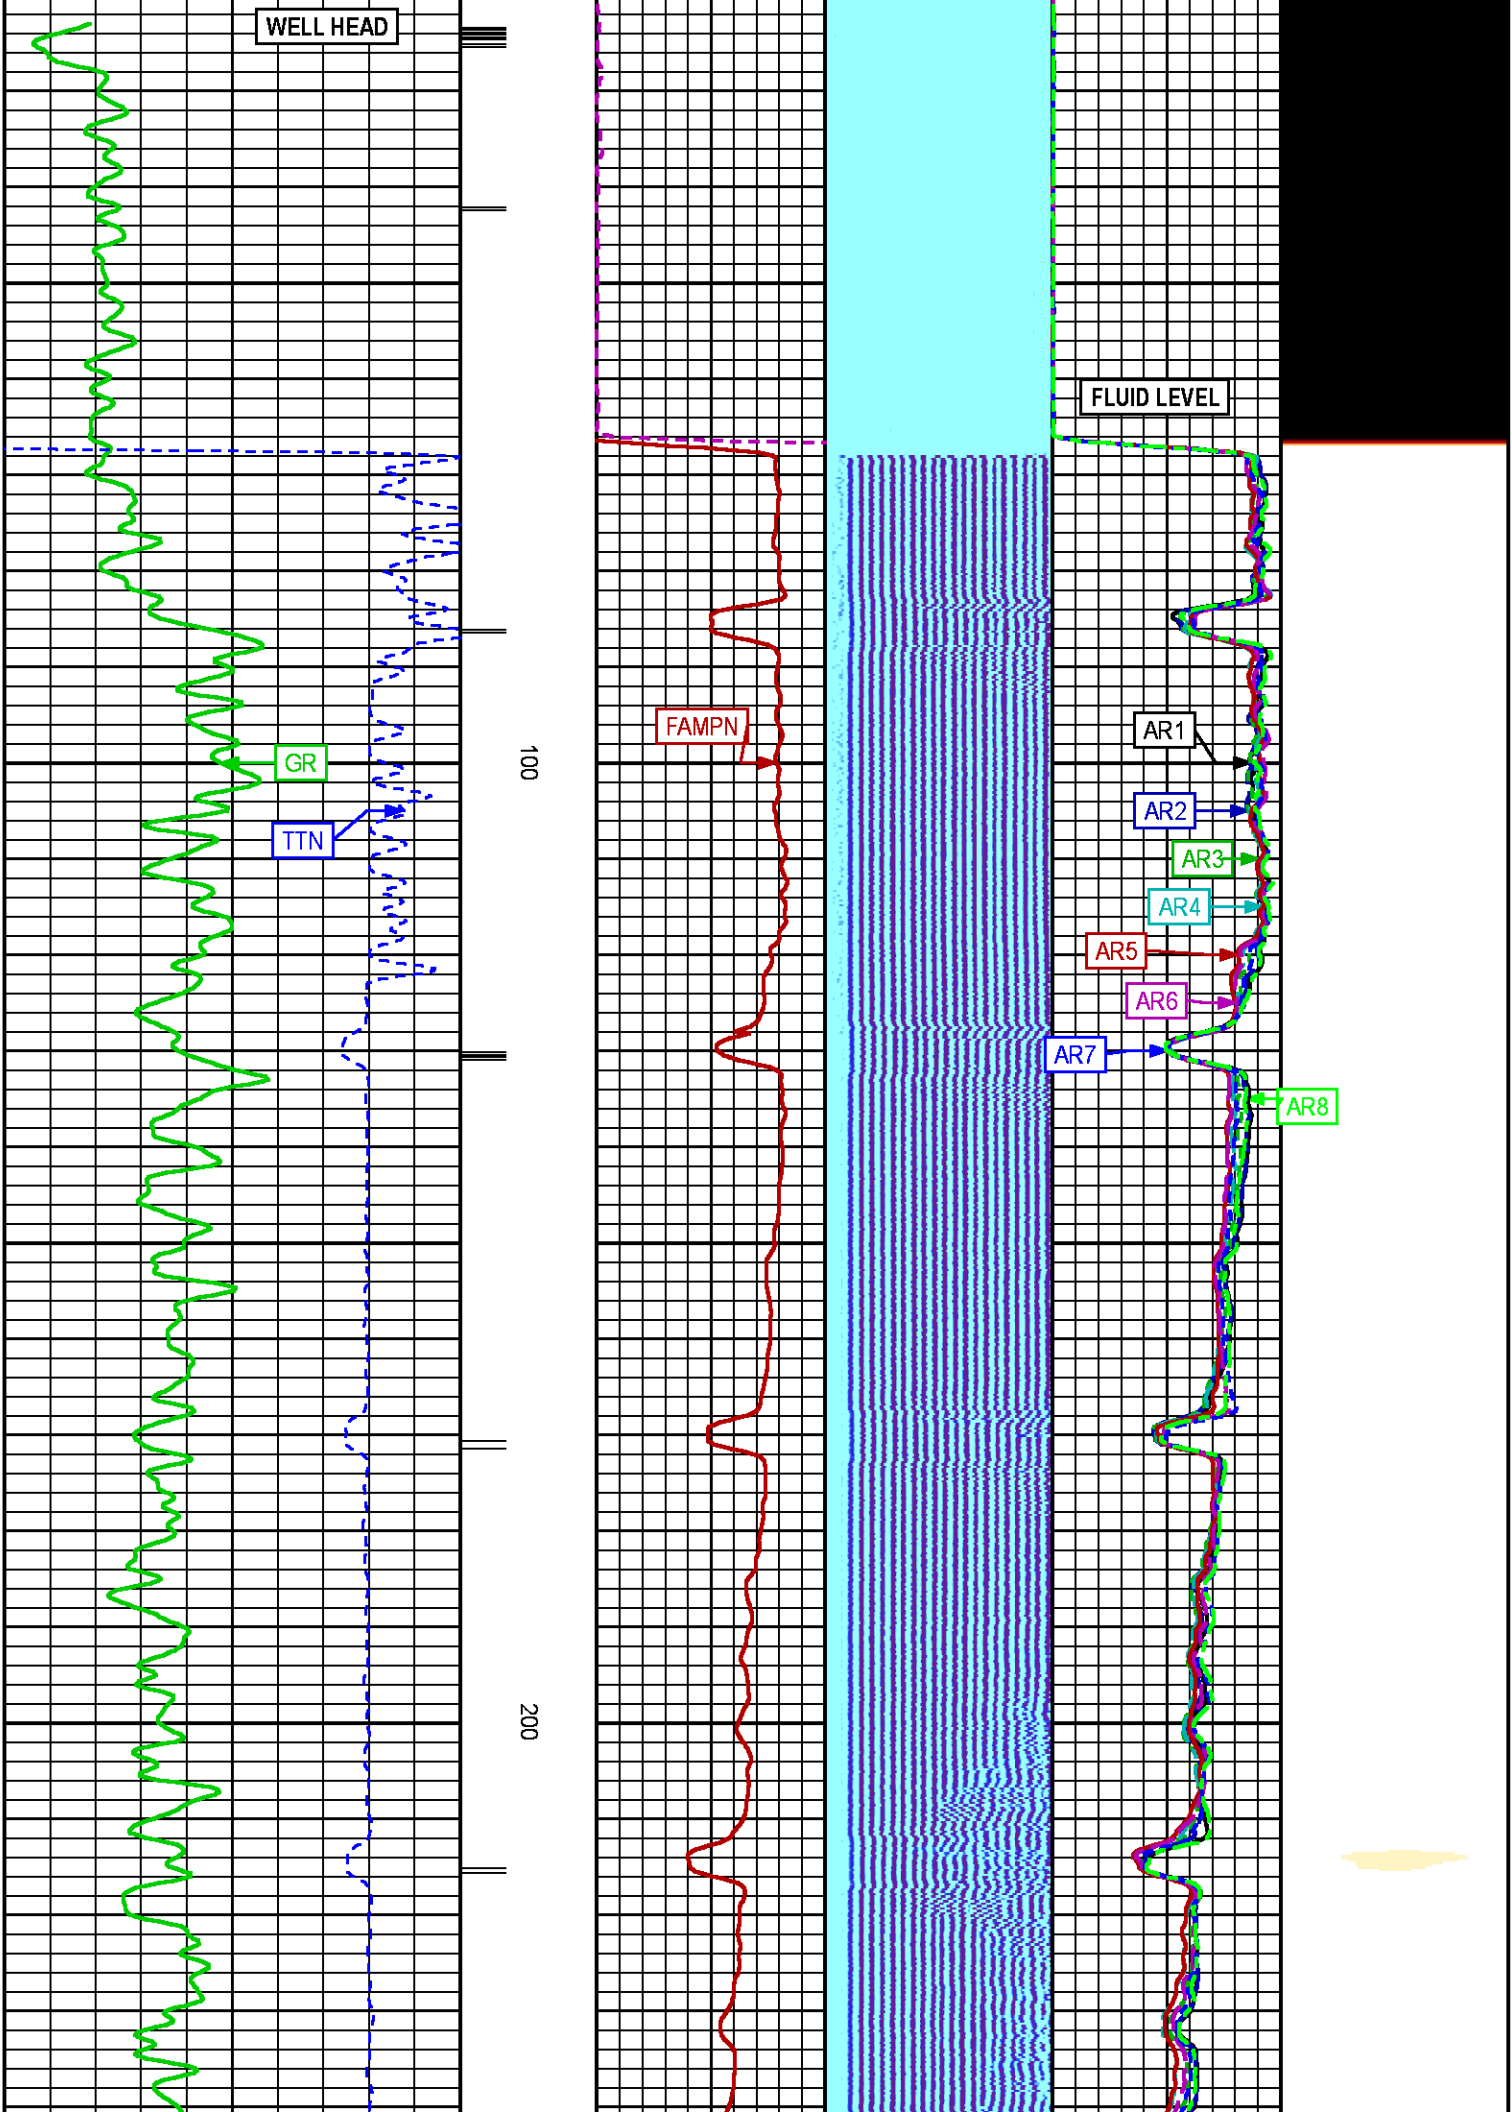 WELL HEAD
FLUID LEVEL
FAMPN
AR1
GR
100
AR2
TTN
AR3
AR4
AR5
AR6
AR7
AR8
200